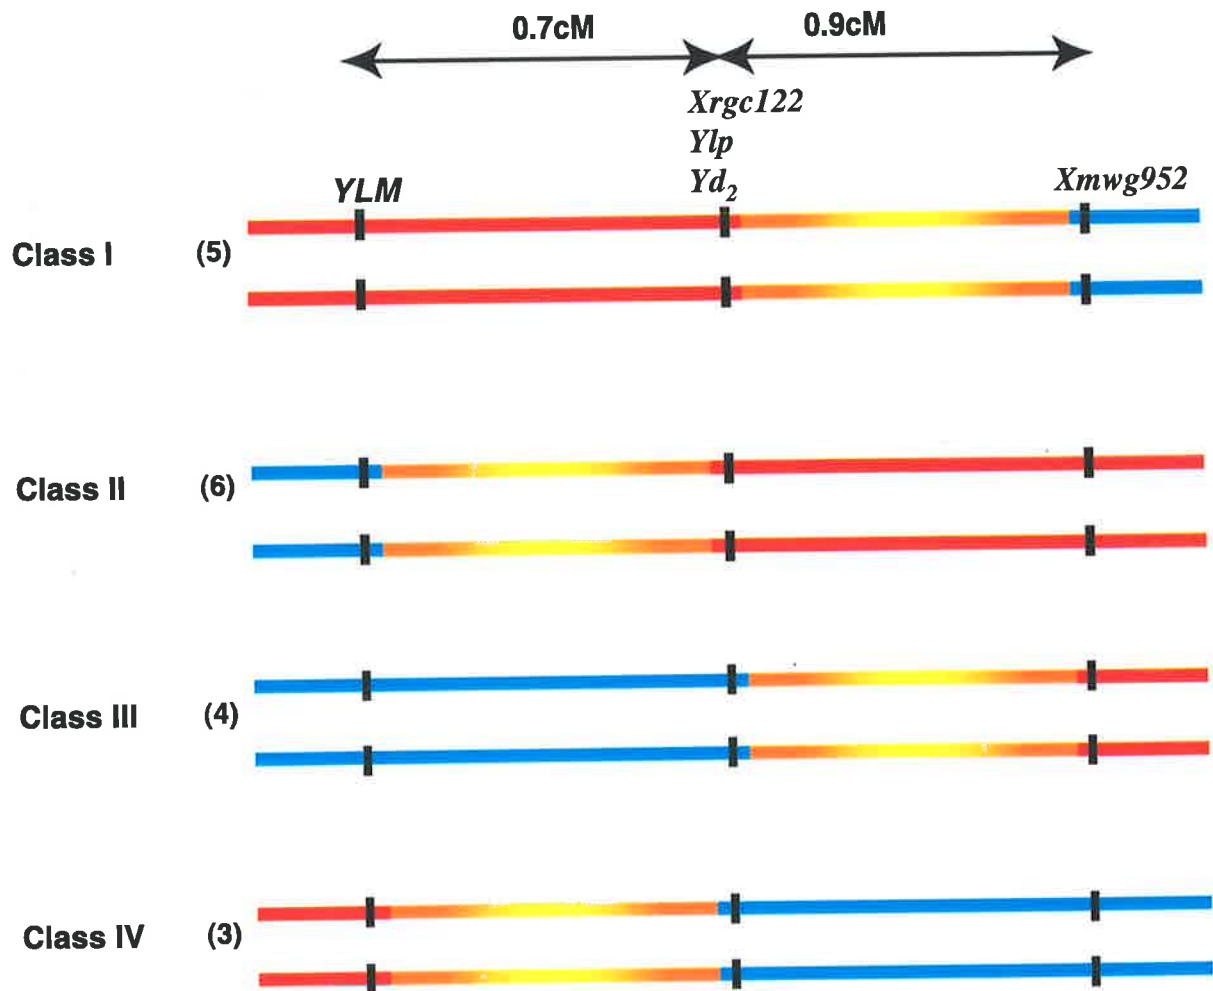 0.7cM 0.9cM
Xrgc122
Ylp
YLM Yd2 Xmwg952
Class I (5)
Class II (6)
Class III (4)
Class IV (3)